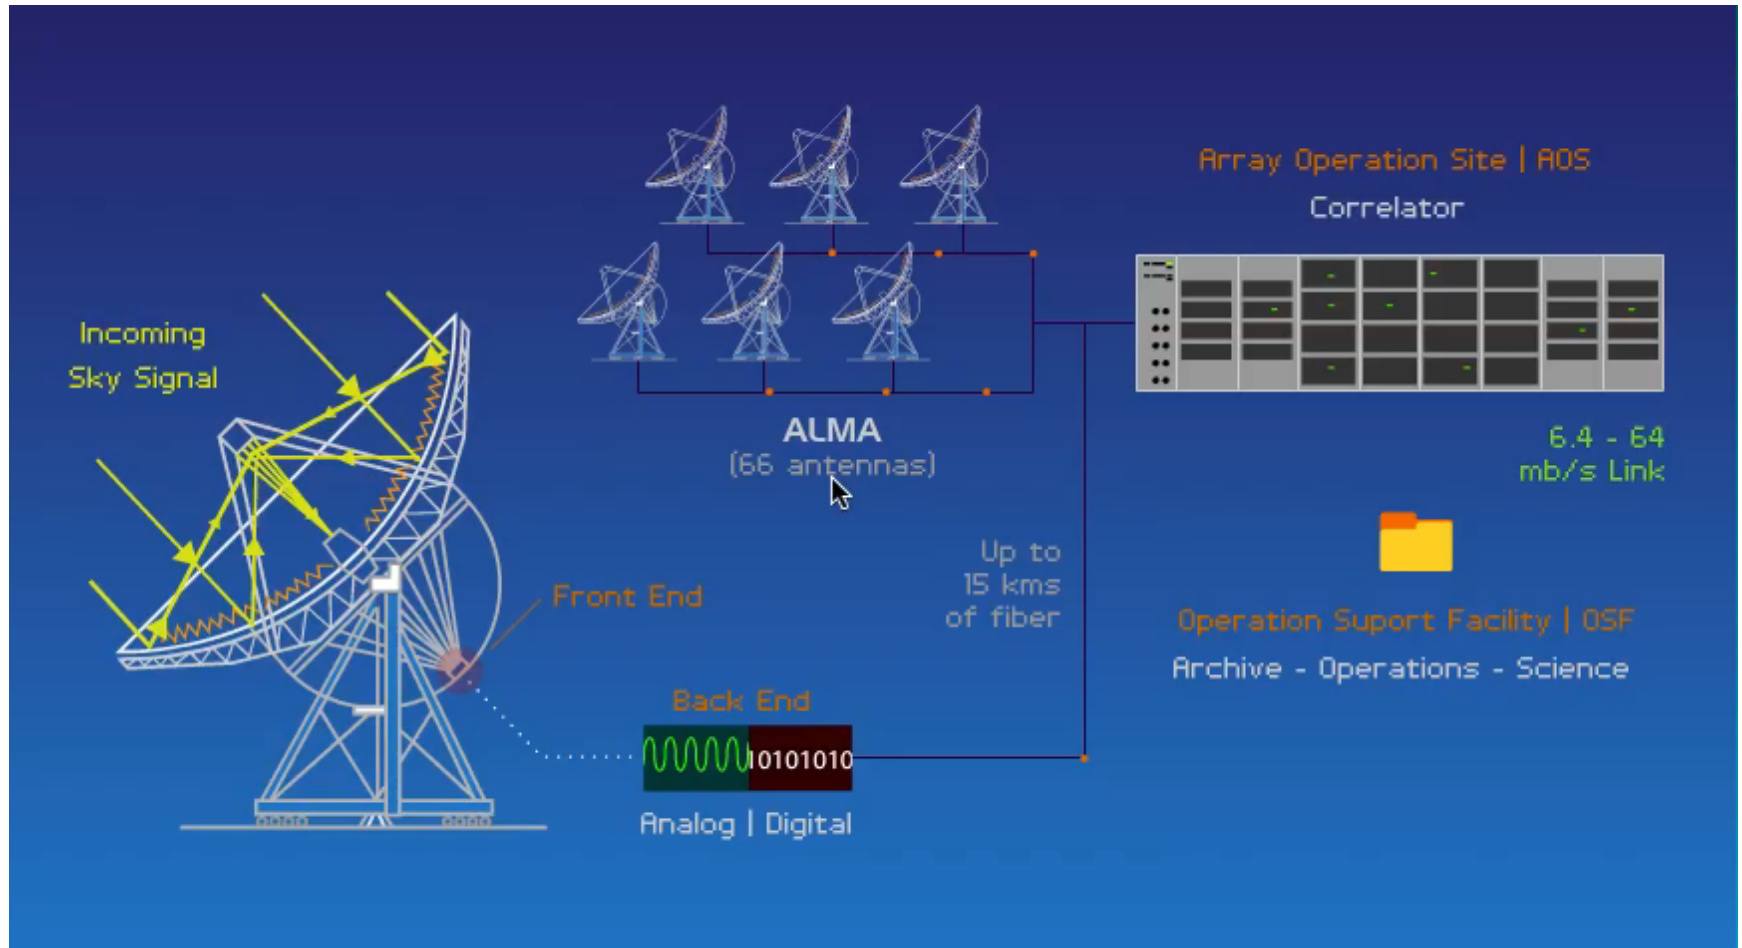 Incoming
Sky Signal
ALMA
(66 antennas)
Array Operation Site | AOS
Correlator
6.4 - 64
mb/s Link
Up to
15 kms
of fiber
Front End
Back End
10101010
Analog | Digital
Operation Suport Facility | OSF
Archive - Operations - Science